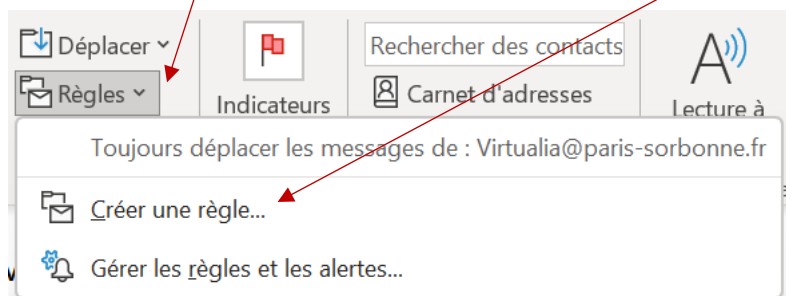 Déplacer
Règles
Indicateurs
Rechercher des contacts
Carnet d'adresses
Lecture à
Toujours déplacer les messages de : Virtualia@paris-sorbonne.fr
Créer une règle...
Gérer les règles et les alertes...